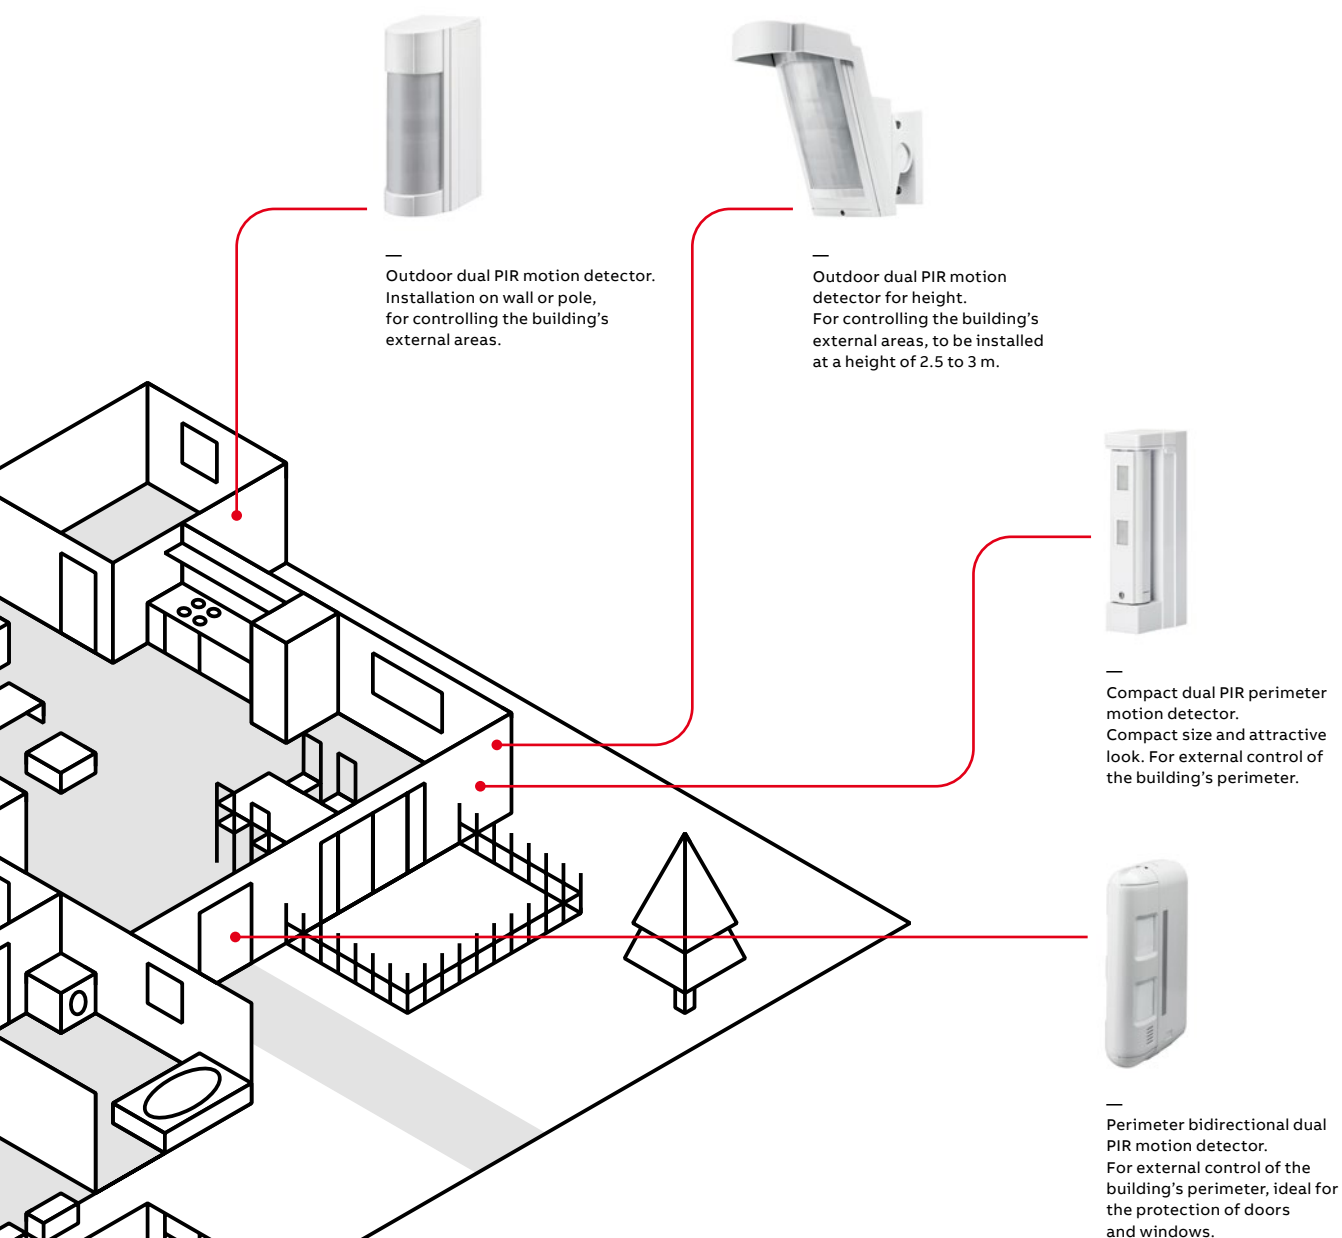 —
Outdoor dual PIR motion detector.
Installation on wall or pole,
for controlling the building’s
external areas.
—
Outdoor dual PIR motion
detector for height.
For controlling the building’s
external areas, to be installed
at a height of 2.5 to 3 m.
—
Compact dual PIR perimeter
motion detector.
Compact size and attractive
look. For external control of
the building’s perimeter.
—
Perimeter bidirectional dual
PIR motion detector.
For external control of the
building’s perimeter, ideal for
the protection of doors
and windows.